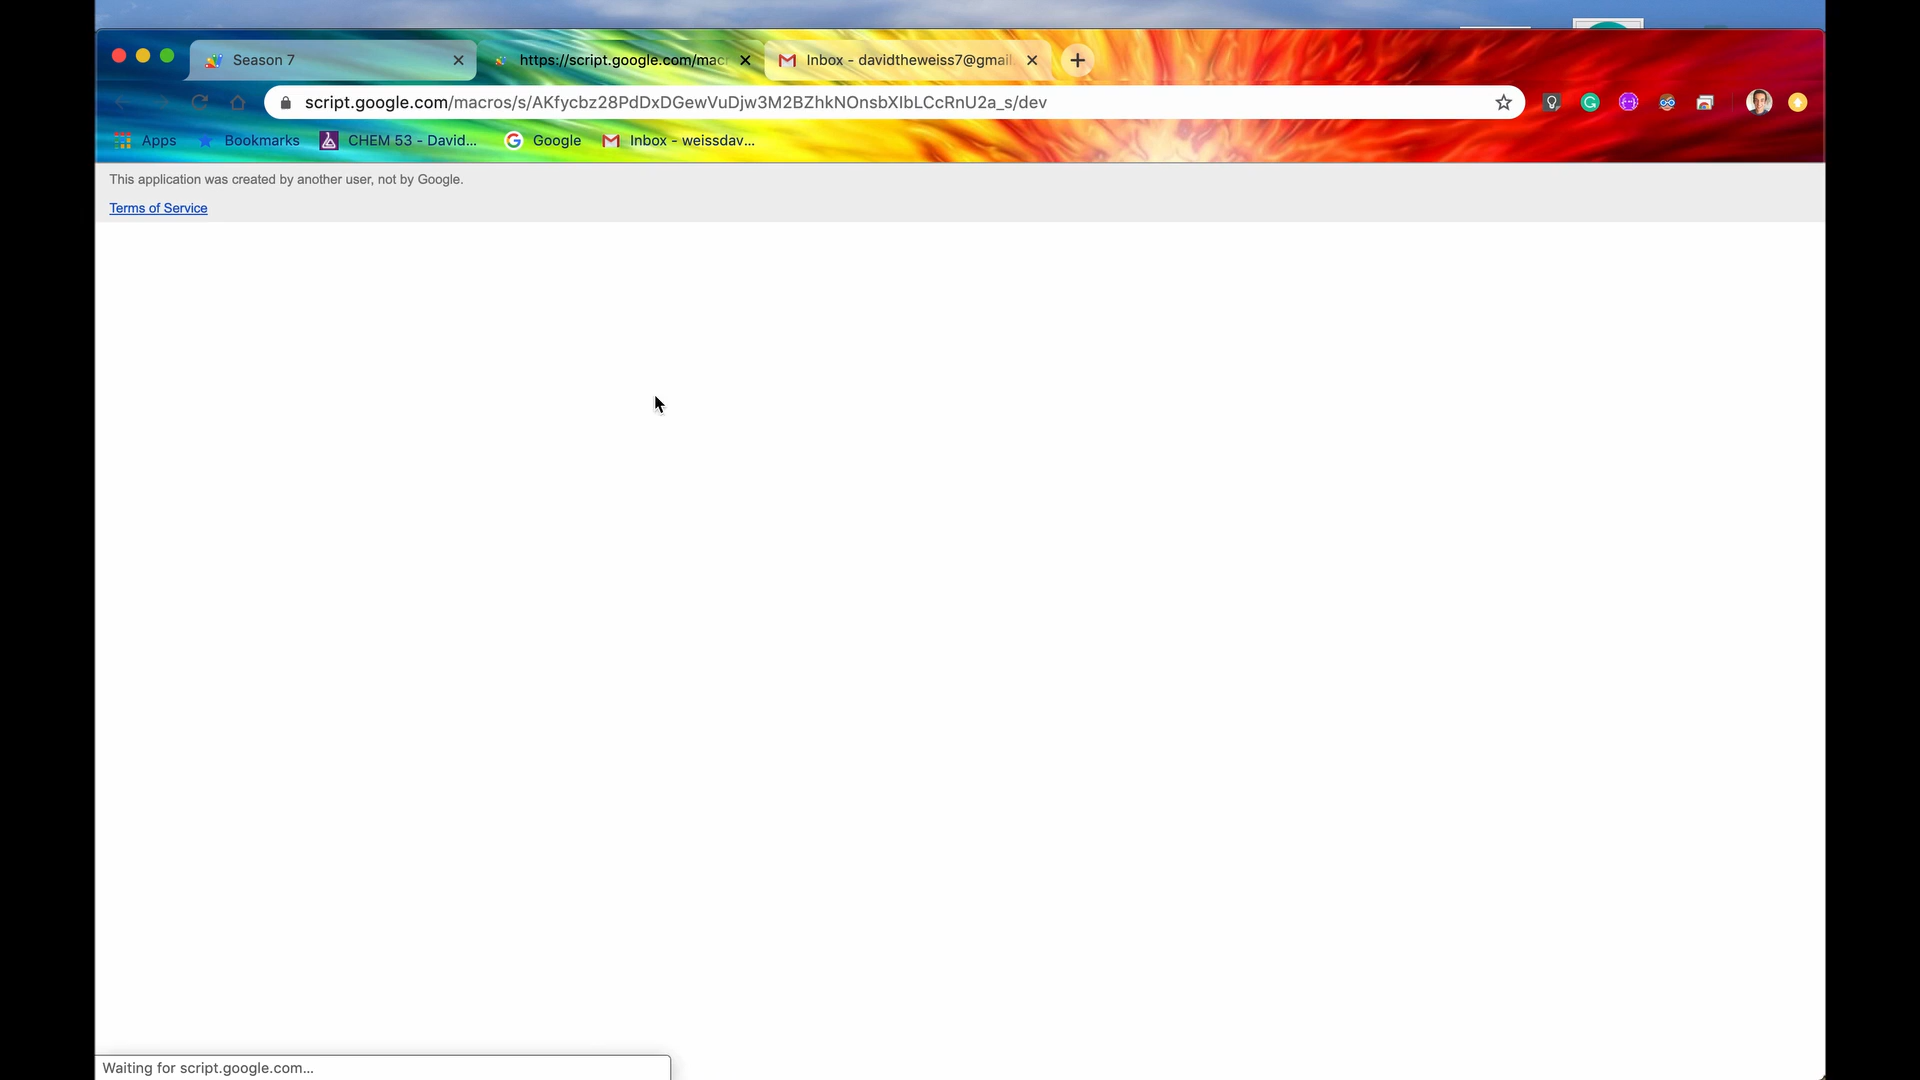 Season 7
https://script.google.com/mac
Inbox - davidtheweiss7@gmail.
script.google.com/macros/s/AKfycbz28PdDxDGewVuDjw3M2BZhkNOnsbXIbLCcRnU2a_s/dev
Apps
Bookmarks
CHEM 53 - David...
Google
Inbox - weissdav...
This application was created by another user, not by Google.
Terms of Service
Waiting for script.google.com...